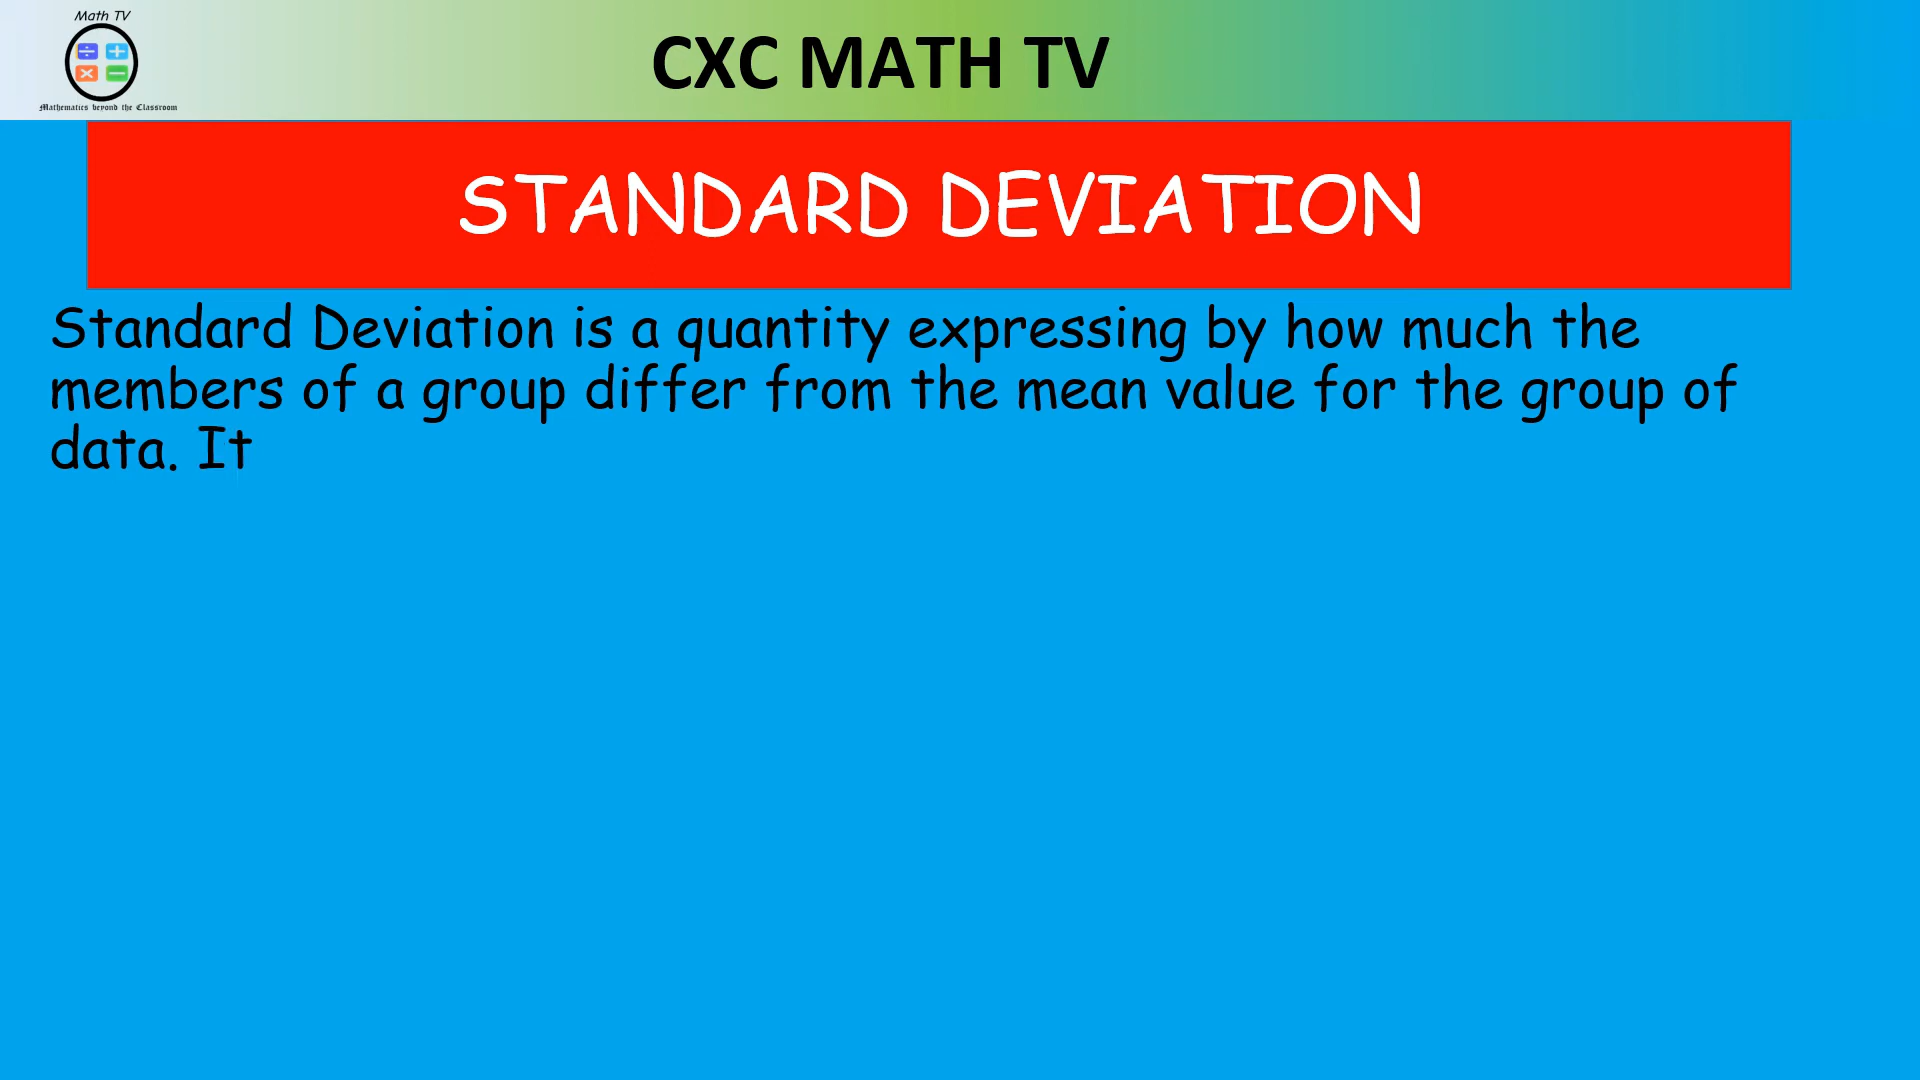 Math TV
Mathematics beyond the Classroom
CXC MATH TV
STANDARD DEVIATION
Standard Deviation is a quantity expressing by how much the
members of a group differ from the mean value for the group of
data. It